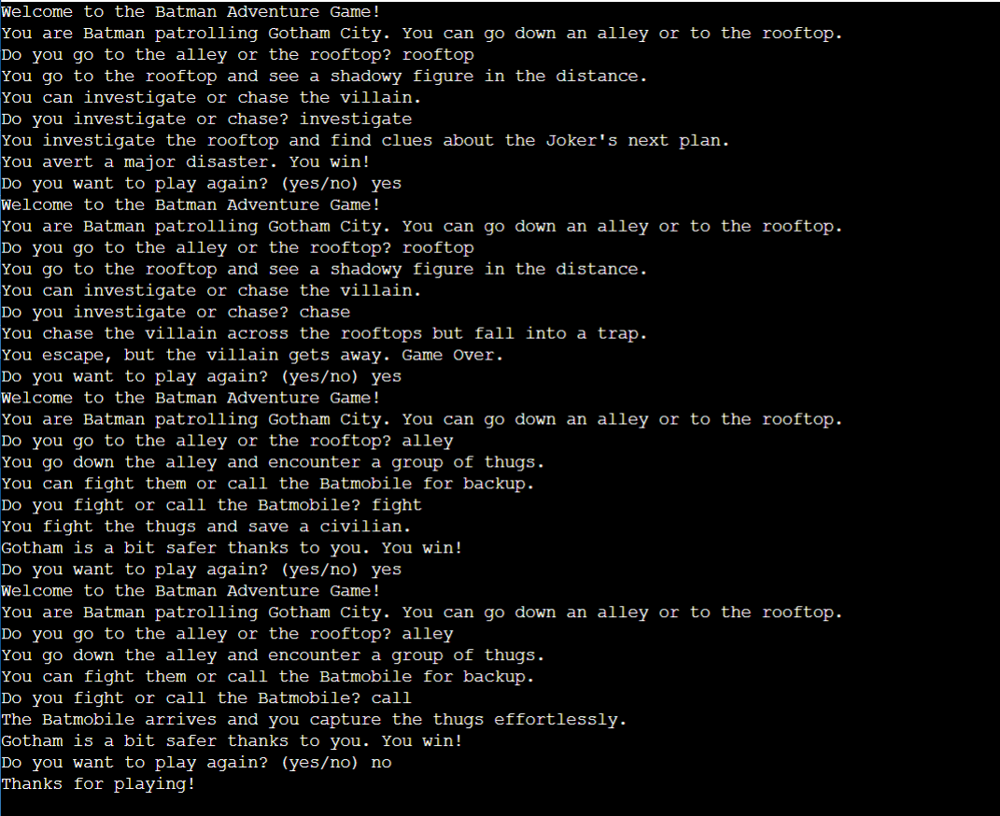 Welcome to the Batman Adventure Game!
You are Batman patrolling Gotham City. You can go down an alley or to the rooftop.
Do you go to the alley or the rooftop? rooftop
You go to the rooftop and see a shadowy figure in the distance.
You can investigate or chase the villain.
Do you investigate or chase? investigate
You investigate the rooftop and find clues about the Joker's next plan.
You avert a major disaster. You win!
Do you want to play again? (yes/no) yes
Welcome to the Batman Adventure Game!
You are Batman patrolling Gotham City. You can go down an alley or to the rooftop.
Do you go to the alley or the rooftop? rooftop
You go to the rooftop and see a shadowy figure in the distance.
You can investigate or chase the villain.
Do you investigate or chase? chase
You chase the villain across the rooftops but fall into a trap.
You escape, but the villain gets away. Game Over.
Do you want to play again? (yes/no) yes
Welcome to the Batman Adventure Game!
You are Batman patrolling Gotham City. You can go down an alley or to the rooftop.
Do you go to the alley or the rooftop? alley
You go down the alley and encounter a group of thugs.
You can fight them or call the Batmobile for backup.
Do you fight or call the Batmobile? fight
You fight the thugs and save a civilian.
Gotham is a bit safer thanks to you. You win!
Do you want to play again? (yes/no) yes
Welcome to the Batman Adventure Game!
You are Batman patrolling Gotham City. You can go down an alley or to the rooftop.
Do you go to the alley or the rooftop? alley
You go down the alley and encounter a group of thugs.
You can fight them or call the Batmobile for backup.
Do you fight or call the Batmobile? call
The Batmobile arrives and you capture the thugs effortlessly.
Gotham is a bit safer thanks to you. You win!
Do you want to play again? (yes/no) no
Thanks for playing!